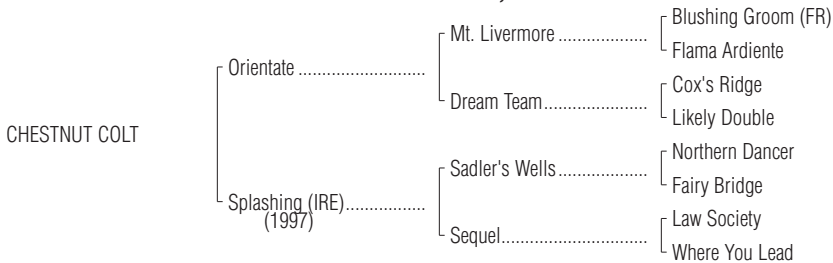 Blushing Groom (FR)
Mt. Livermore ....................
Flama Ardiente
Orientate ............................
Cox's Ridge
Dream Team.......................
Likely Double
CHESTNUT COLT
Northern Dancer
Sadler's Wells....................
Fairy Bridge
Splashing (IRE)..................
(1997)
Law Society
Sequel.................................
Where You Lead